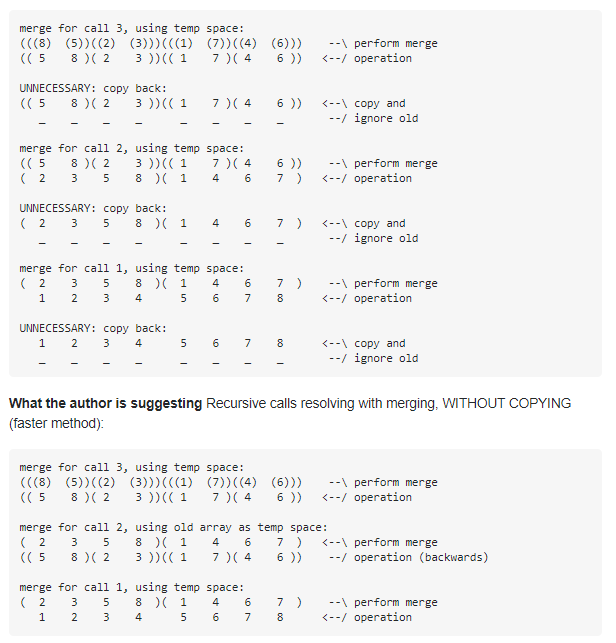 merge for call 3, using temp space:
(((8)  (5))((2)  (3)))(((1)  (7))((4)  (6)))    --\ perform merge
(( 5    8 )( 2    3 ))(( 1    7 )( 4    6 ))   <--/ operation
UNNECESSARY: copy back:
(( 5    8 )( 2    3 ))(( 1    7 )( 4    6 ))   <--\ copy and
   _    _    _    _      _    _    _    _       --/ ignore old
merge for call 2, using temp space:
(( 5    8 )( 2    3 ))(( 1    7 )( 4    6 ))    --\ perform merge
(  2    3    5    8 )(  1    4    6    7  )   <--/ operation
UNNECESSARY: copy back:
(  2    3    5    8 )(  1    4    6    7  )   <--\ copy and
   _    _    _    _      _    _    _    _       --/ ignore old
merge for call 1, using temp space:
(  2    3    5    8 )(  1    4    6    7  )    --\ perform merge
   1    2    3    4      5    6    7    8      <--/ operation
UNNECESSARY: copy back:
   1    2    3    4      5    6    7    8      <--\ copy and
   _    _    _    _      _    _    _    _       --/ ignore old
What the author is suggesting Recursive calls resolving with merging, WITHOUT COPYING
(faster method):
merge for call 3, using temp space:
(((8)  (5))((2)  (3)))(((1)  (7))((4)  (6)))    --\ perform merge
(( 5    8 )( 2    3 ))(( 1    7 )( 4    6 ))   <--/ operation
merge for call 2, using old array as temp space:
(  2    3    5    8 )(  1    4    6    7  )   <--\ perform merge
(( 5    8 )( 2    3 ))(( 1    7 )( 4    6 ))    --/ operation (backwards)
merge for call 1, using temp space:
(  2    3    5    8 )(  1    4    6    7  )    --\ perform merge
   1    2    3    4      5    6    7    8      <--/ operation